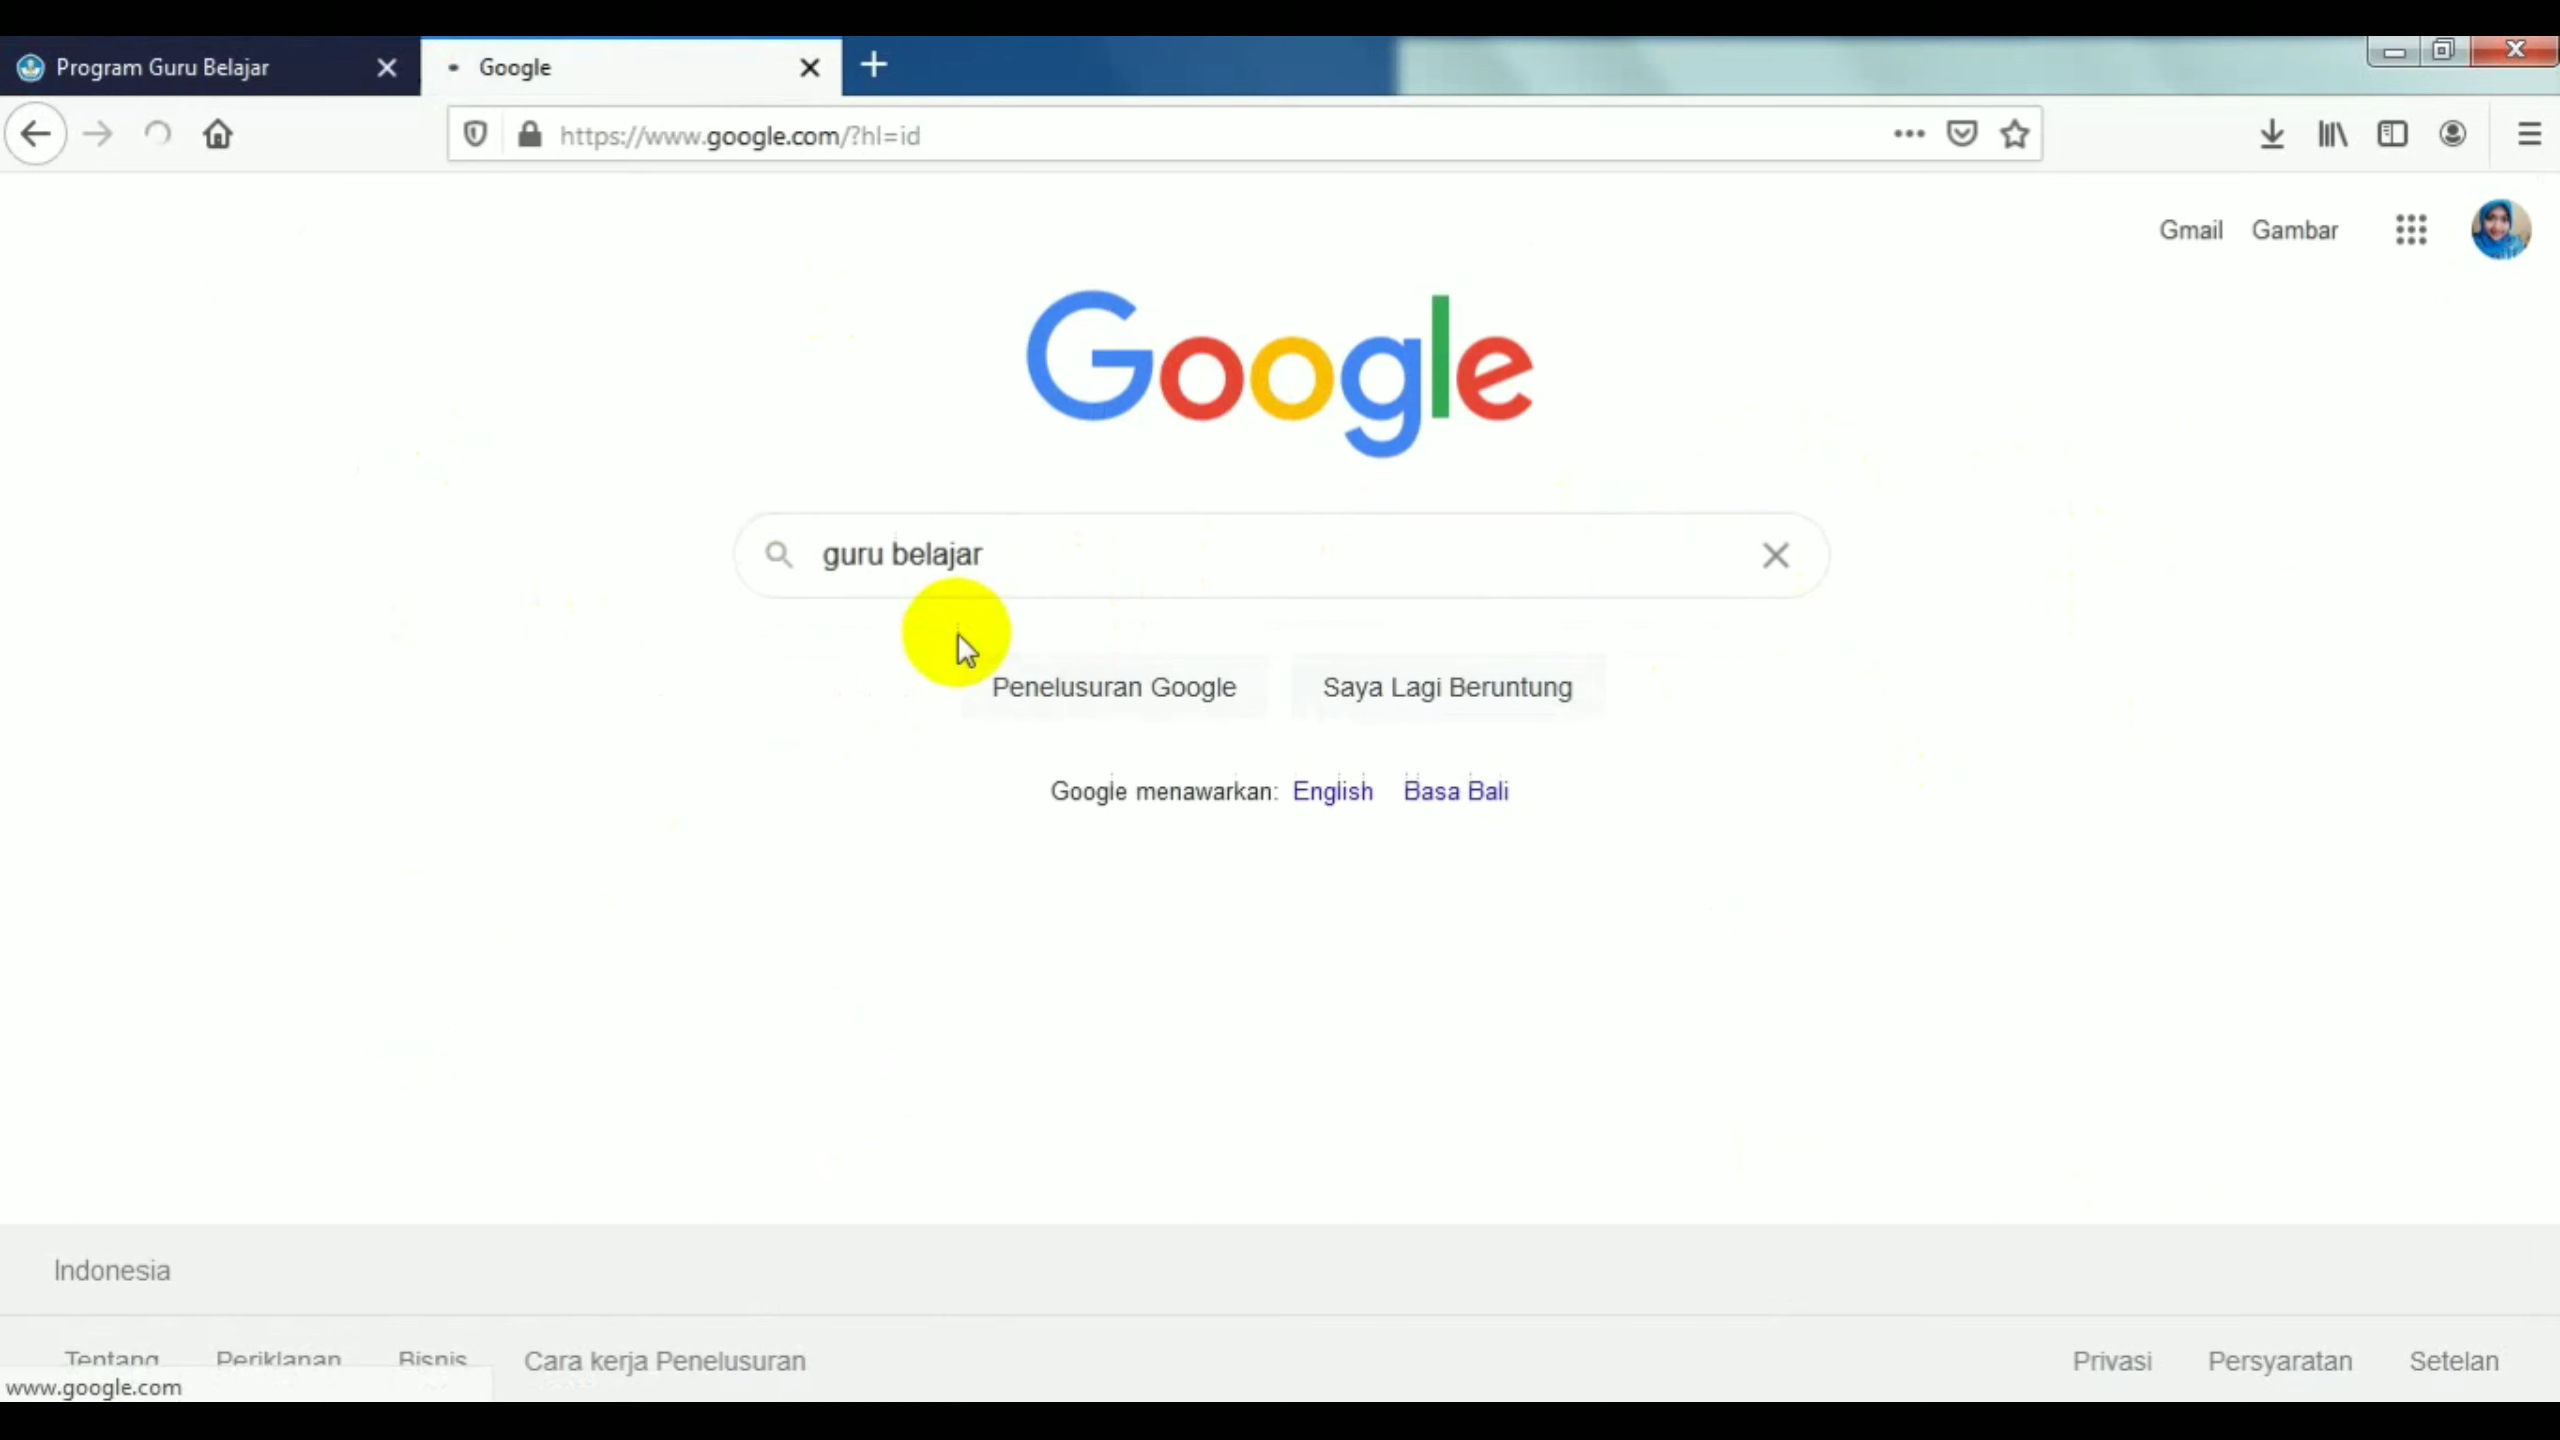 Program Guru Belajar
Google
https://www.google.com/?hl=id
Gmail Gambar
Google
guru belajar
Penelusuran Google Saya Lagi Beruntung
Google menawarkan: English Basa Bali
Indonesia
Tentang Periklanan Bisnis Cara kerja Penelusuran Privasi Persyaratan Setelan
www.google.com